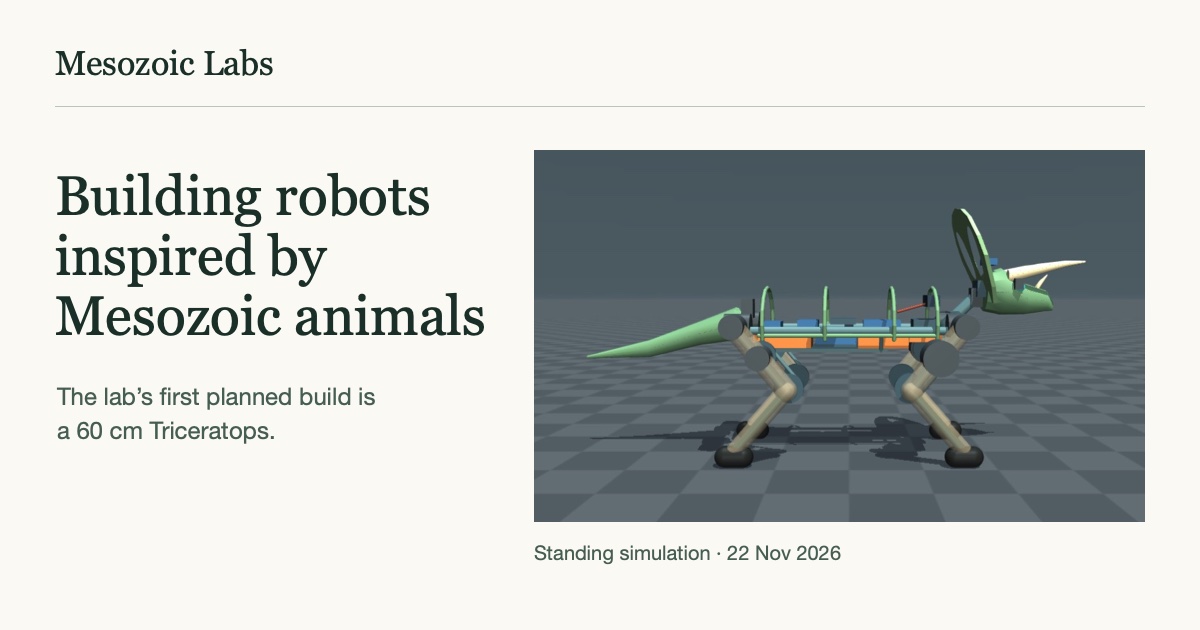 Mesozoic Labs
Building robots
inspired by
Mesozoic animals
The lab’s first planned build is
a 60 cm Triceratops.
Standing simulation · 22 Nov 2026